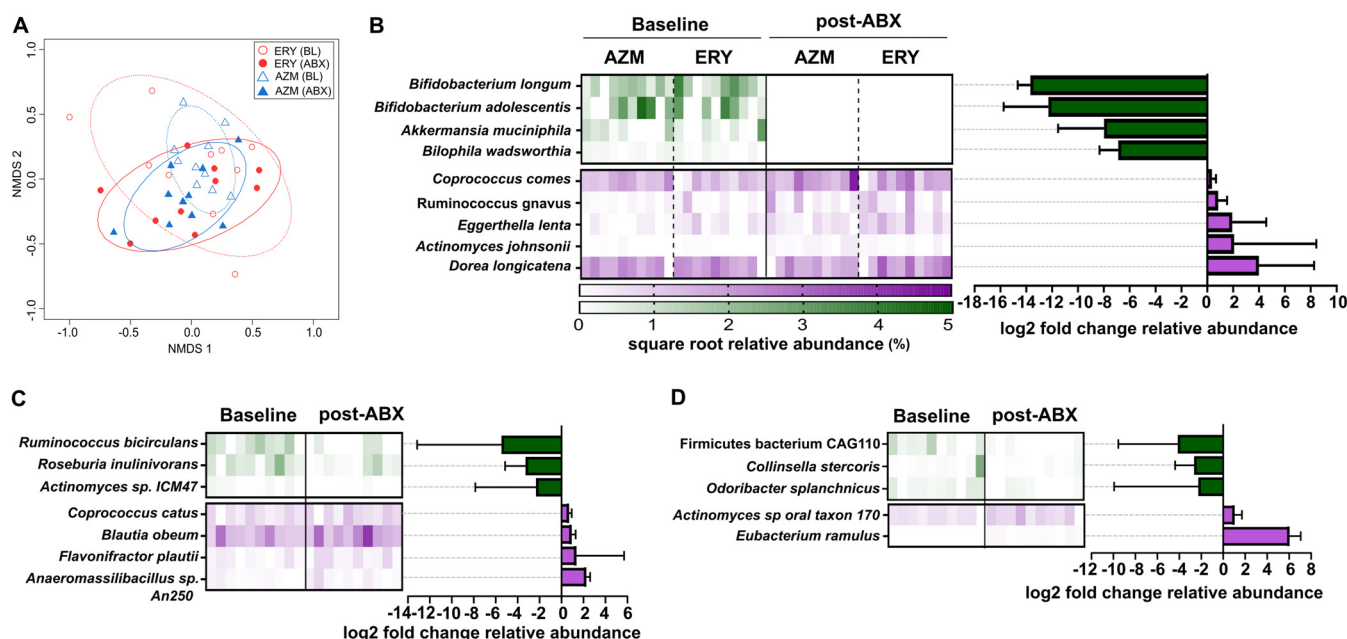 A
ERY (BL)
ERY (ABX)
AZM (BL)
AZM (ABX)
NMDS 2
1.0
0.5
0.0
-0.5
-1.0
-1.0 -0.5 0.0 0.5 1.0
NMDS 1
B
Baseline post-ABX
AZM ERY AZM ERY
Bifidobacterium longum
Bifidobacterium adolescentis
Akkermansia muciniphila
Bilophila wadsworthia
Coprococcus comes
Ruminococcus gnavus
Eggerthella lenta
Actinomyces johnsonii
Dorea longicatena
0 1 2 3 4 5
square root relative abundance (%)
-18 -16 -14 -12 -10 -8 -6 -4 -2 0 2 4 6 8 10
log2 fold change relative abundance
C
Baseline post-ABX
Ruminococcus bicirculans
Roseburia inulinivorans
Actinomyces sp. ICM47
Coprococcus catus
Blautia obeum
Flavonifractor plautii
Anaeromassilibacillus sp.
An250
-14 -12 -10 -8 -6 -4 -2 0 2 4 6
log2 fold change relative abundance
D
Baseline post-ABX
Firmicutes bacterium CAG110
Collinsella stercoris
Odoribacter splanchnicus
Actinomyces sp oral taxon 170
Eubacterium ramulus
-12 -10 -8 -6 -4 -2 0 2 4 6 8
log2 fold change relative abundance